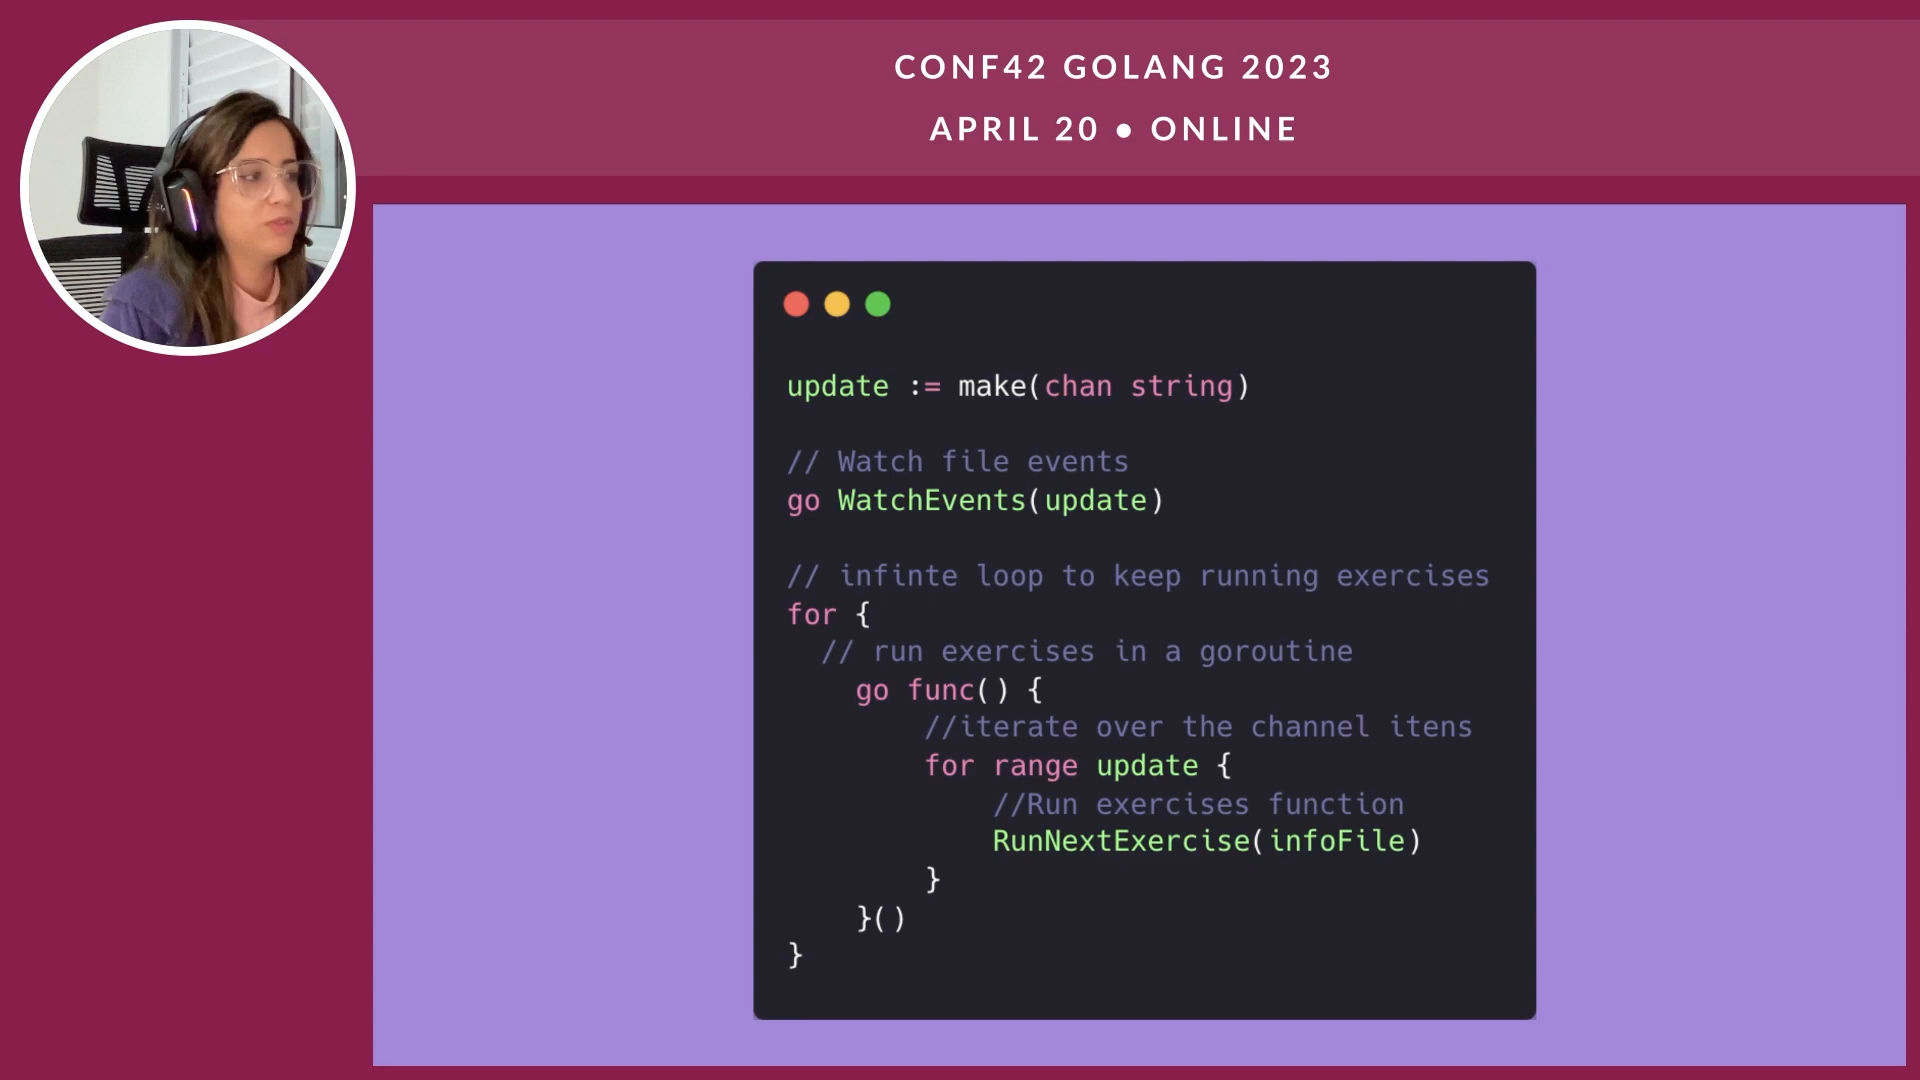 CONF42 GOLANG 2023
APRIL 20 • ONLINE
update := make(chan string)
// Watch file events
go WatchEvents(update)
// infinte loop to keep running exercises
for {
// run exercises in a goroutine
go func() {
//iterate over the channel itens
for range update {
//Run exercises function
RunNextExercise(infoFile)
}
}()
}